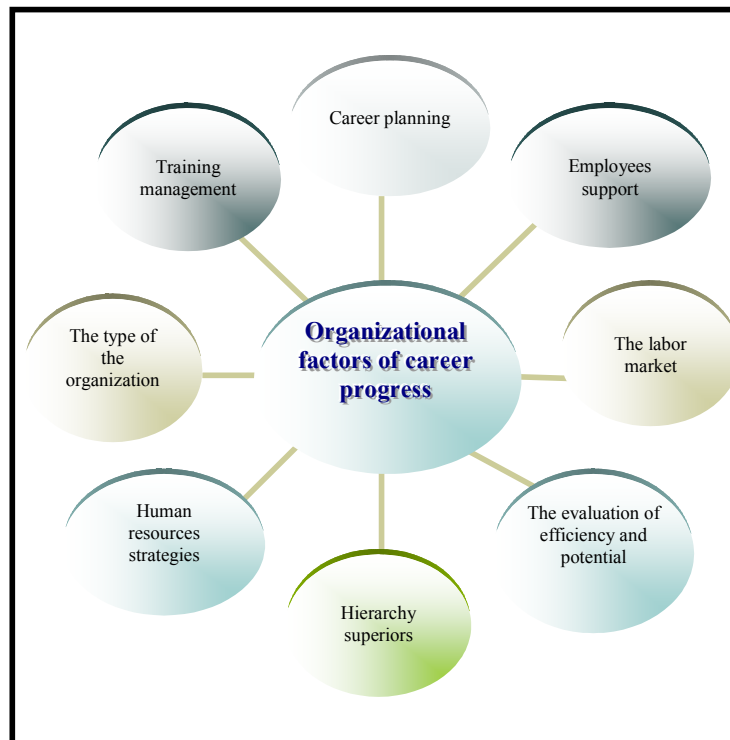 Career planning
Training
management
Employees
support
The type of
the
organization
Organizational
factors of career
progress
The labor
market
Human
resources
strategies
The evaluation of
efficiency and
potential
Hierarchy
superiors